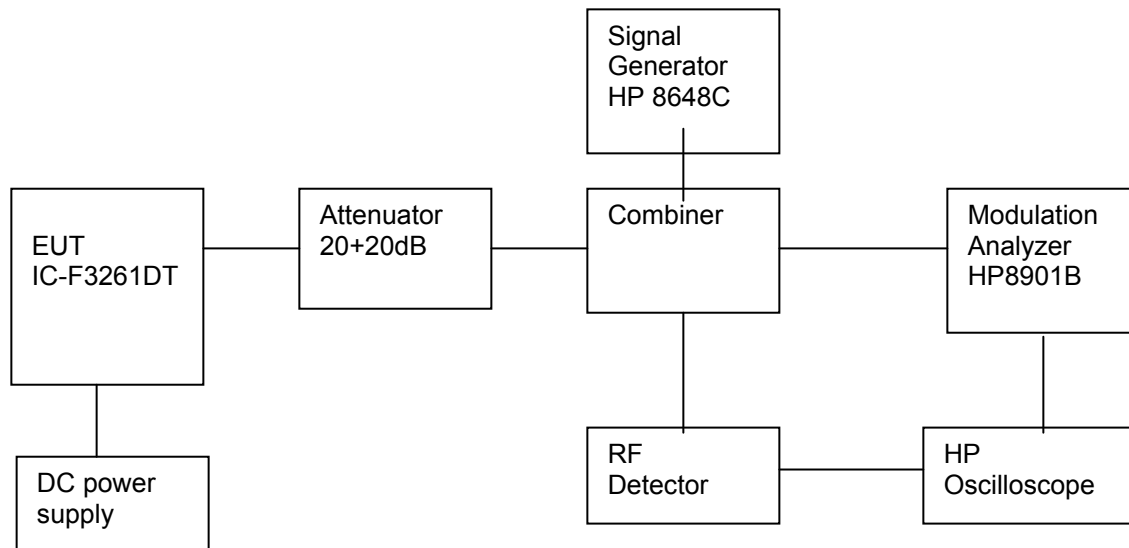 Signal
Generator
HP 8648C
EUT
IC-F3261DT
Attenuator
20+20dB
Combiner
Modulation
Analyzer
HP8901B
DC power
supply
RF
Detector
HP
Oscilloscope